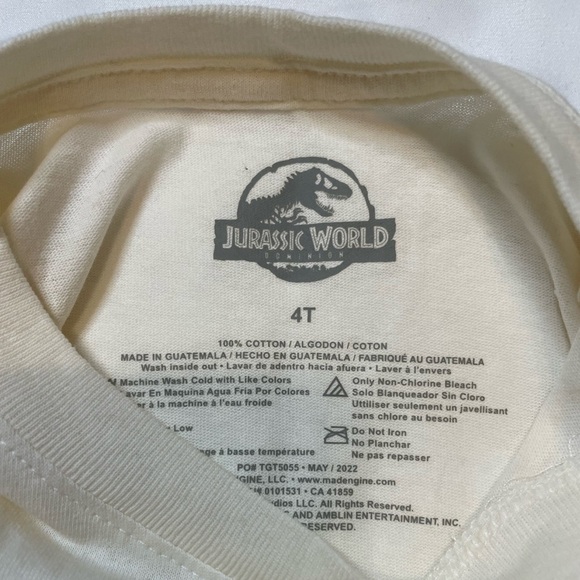 JURASSIC WORLD
DOMINION
4T
100% COTTON / ALGODON / COTON
MADE IN GUATEMALA / HECHO EN GUATEMALA / FABRIQUÉ AU GUATEMALA
Wash inside out • Lavar de adentro hacia afuera • Laver à l'envers
Machine Wash Cold with Like Colors
Lavar En Maquina Agua Fria Por Colores
à la machine à l'eau froide
Only Non-Chlorine Bleach
Solo Blanqueador Sin Cloro
Utiliser seulement un javellisant
sans chlore au besoin
Low
à basse température
Do Not Iron
No Planchar
Ne pas repasser
PO# TGT5055 • MAY / 2022
LLC. • www.madengine.com
0101531 • CA 41859
LLC. All Rights Reserved.
AND AMBLIN ENTERTAINMENT, INC.
RESERVED.